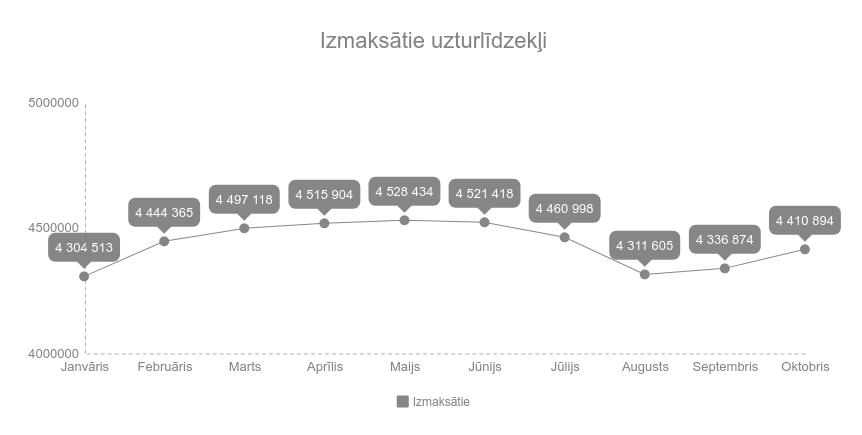 Izmaksātie uzturlīdzekļi
5000000
4 528 434
4 515 904
4 521 418
4 497 118
4 460 998
4 444 365
4 410 894
4500000
4 336 874
4 311 605
4 304 513
4000000
Janvāris Februāris Marts Aprīlis Maijs Jūnijs Jūlijs Augusts Septembris Oktobris
Izmaksātie